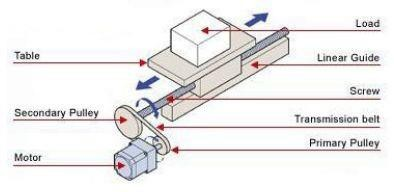 Load
Table
Linear Guide
Screw
Secondary Pulley
Transmission belt
Primary Pulley
Motor